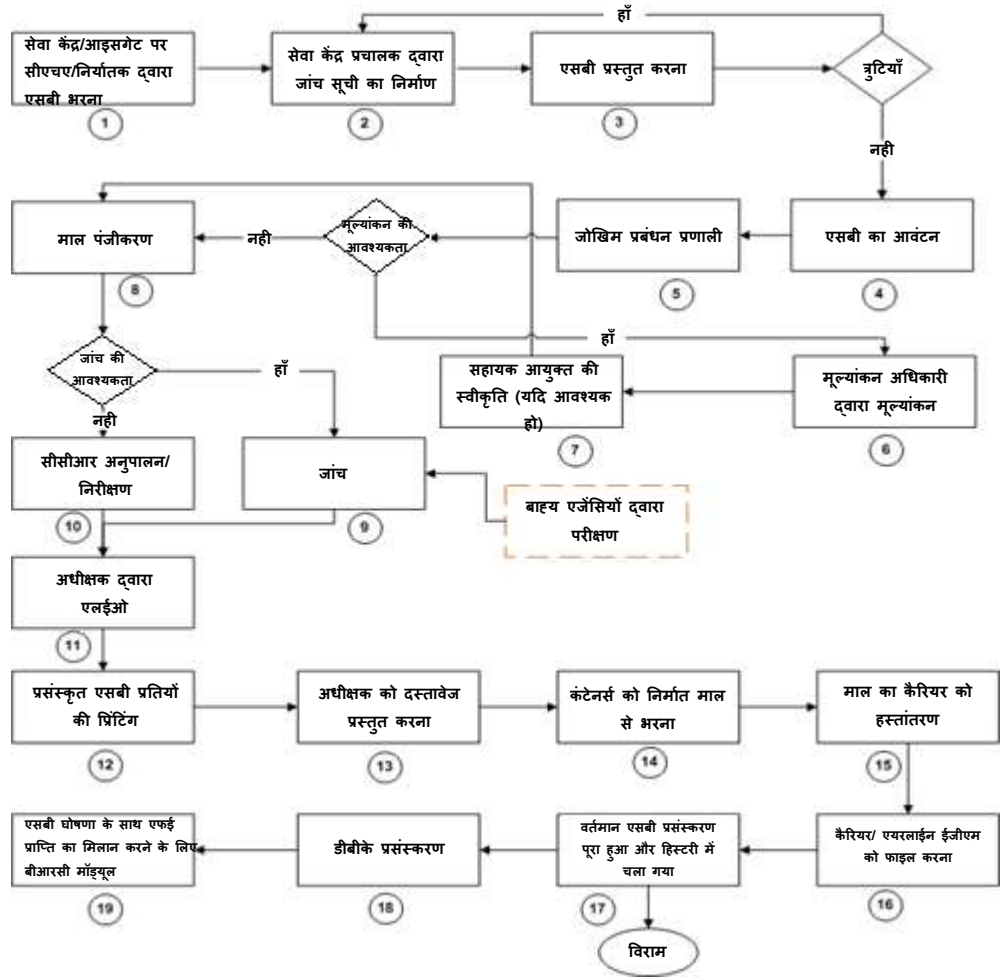 हाँ
सेवा केंद्र/आइसगेट पर
सीएचए/निर्यातक द्वारा
एसबी भरना
1
सेवा केंद्र प्रचालक द्वारा
जांच सूची का निर्माण
2
एसबी प्रस्तुत करना
3
त्रुटियाँ
नही
माल पंजीकरण
8
नही
मूल्यांकन की
आवश्यकता
जोखिम प्रबंधन प्रणाली
5
एसबी का आवंटन
4
हाँ
जांच की
आवश्यकता
हाँ
नही
सहायक आयुक्त की
स्वीकृति (यदि आवश्यक
हो)
7
मूल्यांकन अधिकारी
द्वारा मूल्यांकन
6
सीसीआर अनुपालन/
निरीक्षण
10
जांच
9
बाह्य एजेंसियों द्वारा
परीक्षण
अधीक्षक द्वारा
एलईओ
11
प्रसंस्कृत एसबी प्रतियों
की प्रिंटिंग
12
अधीक्षक को दस्तावेज
प्रस्तुत करना
13
कंटेनर्स को निर्मात माल
से भरना
14
माल का कैरियर को
हस्तांतरण
15
एसबी घोषणा के साथ एफई
प्राप्ति का मिलान करने के लिए
बीआरसी मॉड्यूल
19
डीबीके प्रसंस्करण
18
वर्तमान एसबी प्रसंस्करण
पूरा हुआ और हिस्टरी में
चला गया
17
कैरियर/ एयरलाईन ईजीएम
को फाइल करना
16
विराम